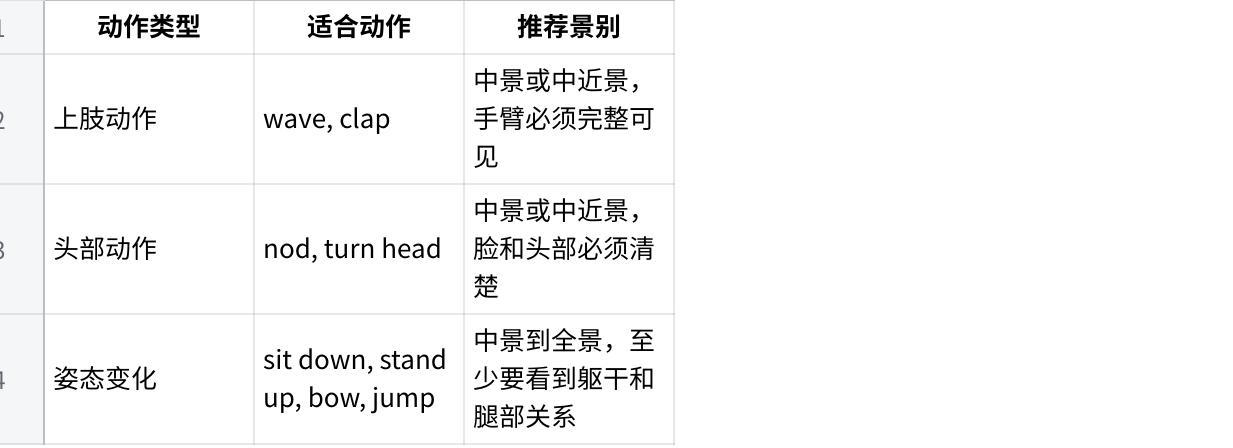 1
动作类型
适合动作
推荐景别
2
上肢动作
wave, clap
中景或中近景，
手臂必须完整可
见
3
头部动作
nod, turn head
中景或中近景，
脸和头部必须清
楚
4
姿态变化
sit down, stand
up, bow, jump
中景到全景，至
少要看到躯干和
腿部关系